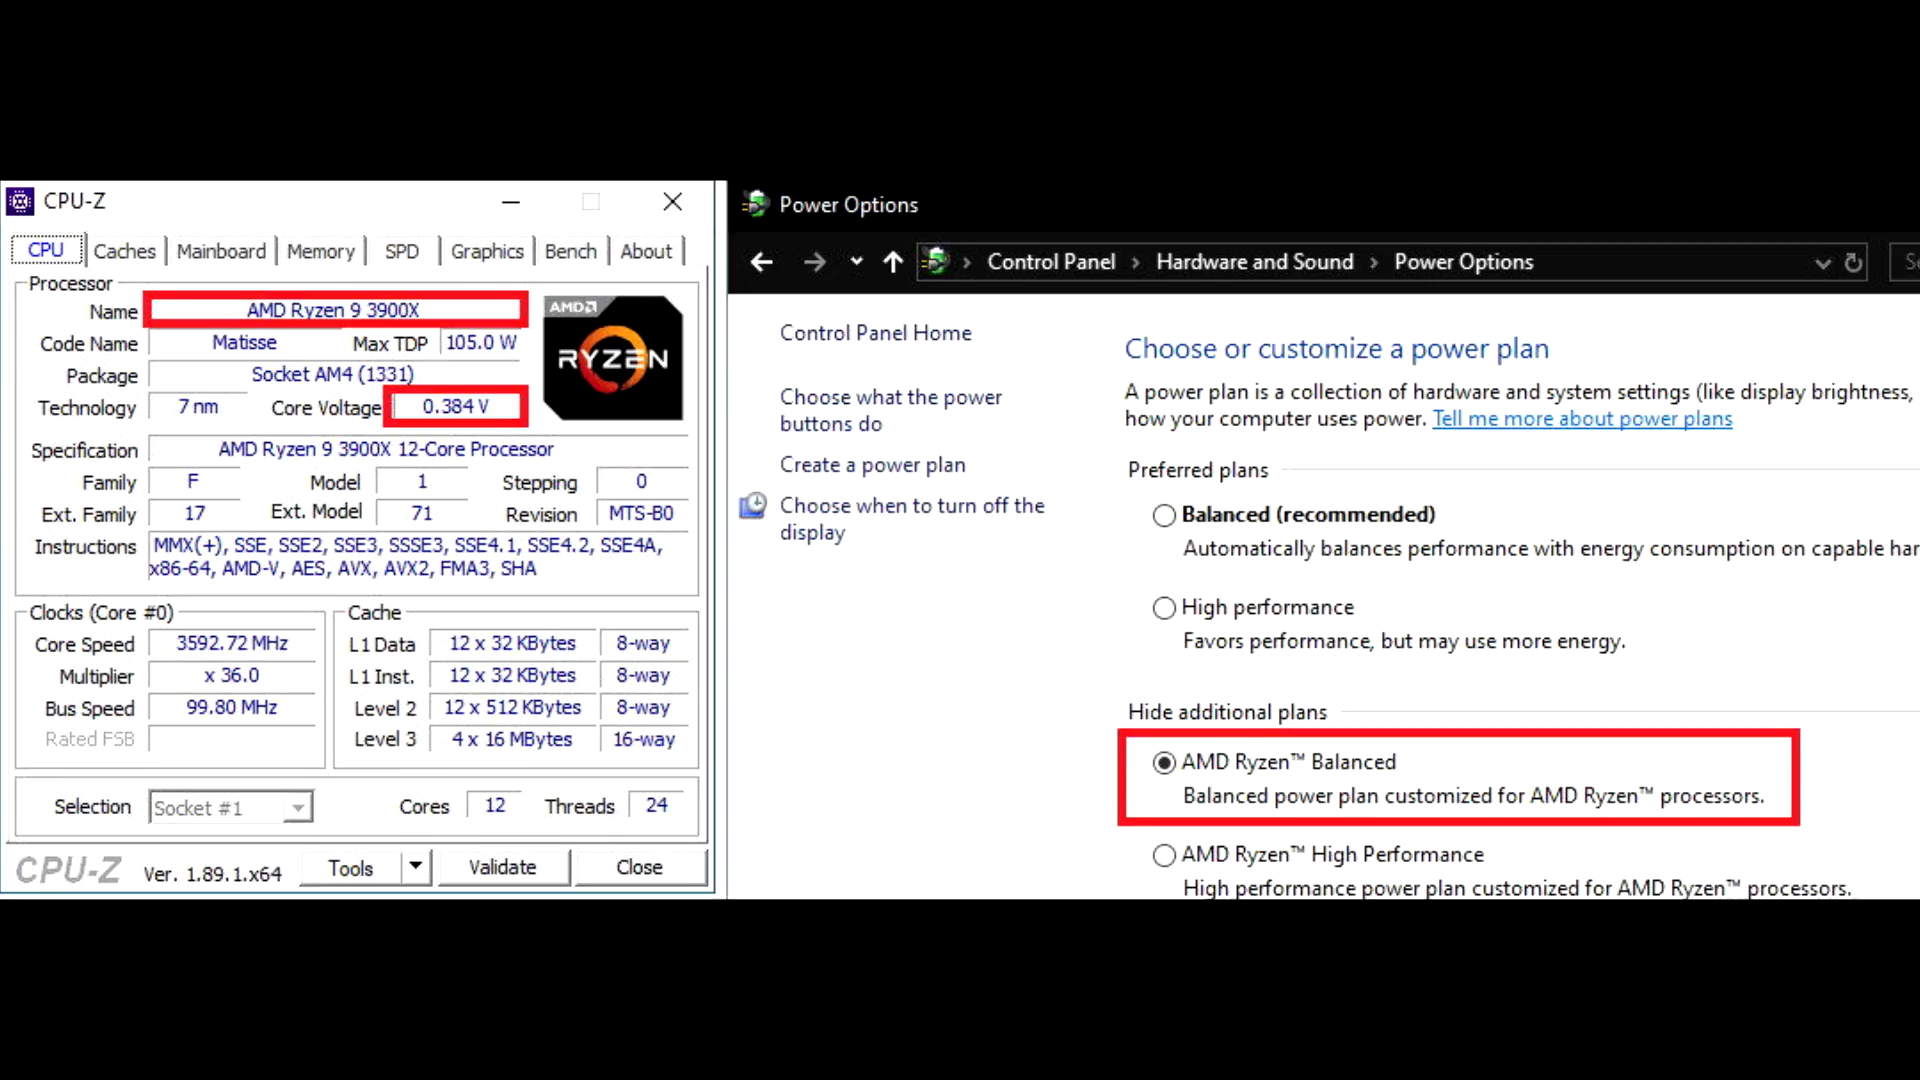 CPU-Z
CPU Caches Mainboard Memory SPD Graphics Bench About
Processor
Name AMD Ryzen 9 3900X
Code Name Matisse Max TDP 105.0 W
Package Socket AM4 (1331)
Technology 7 nm Core Voltage 0.384 V
AMD
RYZEN
Specification AMD Ryzen 9 3900X 12-Core Processor
Family F Model 1 Stepping 0
Ext. Family 17 Ext. Model 71 Revision MTS-B0
Instructions MMX(+), SSE, SSE2, SSE3, SSSE3, SSE4.1, SSE4.2, SSE4A,
x86-64, AMD-V, AES, AVX, AVX2, FMA3, SHA
Clocks (Core #0)
Core Speed 3592.72 MHz
Multiplier x 36.0
Bus Speed 99.80 MHz
Rated FSB
Cache
L1 Data 12 x 32 KBytes 8-way
L1 Inst. 12 x 32 KBytes 8-way
Level 2 12 x 512 KBytes 8-way
Level 3 4 x 16 MBytes 16-way
Selection Socket #1 Cores 12 Threads 24
CPU-Z Ver. 1.89.1.x64 Tools Validate Close
Power Options
Control Panel Hardware and Sound Power Options
Control Panel Home
Choose what the power
buttons do
Create a power plan
Choose when to turn off the
display
Choose or customize a power plan
A power plan is a collection of hardware and system settings (like display brightness,
how your computer uses power. Tell me more about power plans
Preferred plans
Balanced (recommended)
Automatically balances performance with energy consumption on capable har
High performance
Favors performance, but may use more energy.
Hide additional plans
AMD Ryzen™ Balanced
Balanced power plan customized for AMD Ryzen™ processors.
AMD Ryzen™ High Performance
High performance power plan customized for AMD Ryzen™ processors.